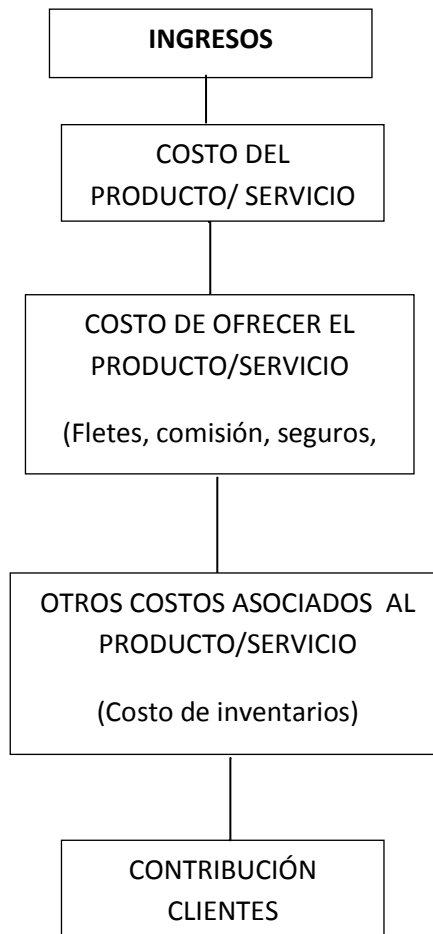 INGRESOS
COSTO DEL
PRODUCTO/ SERVICIO
COSTO DE OFRECER EL
PRODUCTO/SERVICIO
(Fletes, comisión, seguros,
OTROS COSTOS ASOCIADOS AL
PRODUCTO/SERVICIO
(Costo de inventarios)
CONTRIBUCIÓN
CLIENTES